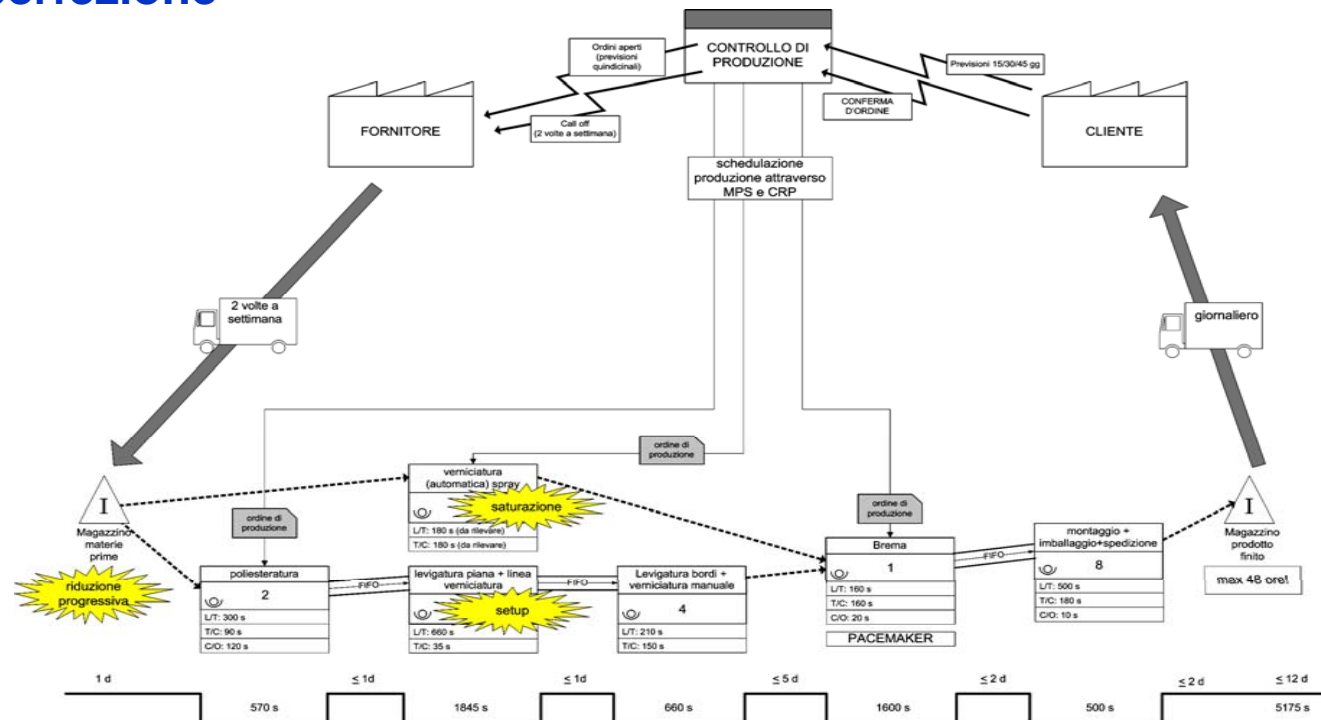 CONTROLLO DI
PRODUZIONE
Ordini aperti
(previsioni
quindicinali)
Previsioni 15/30/45 gg
CONFERMA
D'ORDINE
Call off
(2 volte a settimana)
FORNITORE
CLIENTE
schedulazione
produzione attraverso
MPS e CRP
2 volte a
settimana
giornaliero
ordine di
produzione
verniciatura
(automatica) spray
saturazione
L/T: 180 s (da rilevare)
T/C: 180 s (da rilevare)
I
Magazzino
materie
prime
riduzione
progressiva
ordine di
produzione
poliesteratura
2
L/T: 300 s
T/C: 90 s
C/O: 120 s
FIFO
levigatura piana + linea
verniciatura
setup
L/T: 660 s
T/C: 35 s
FIFO
Levigatura bordi +
verniciatura manuale
4
L/T: 210 s
T/C: 150 s
ordine di
produzione
Brema
1
L/T: 160 s
T/C: 160 s
C/O: 20 s
PACEMAKER
FIFO
montaggio +
imballaggio+spedizione
8
L/T: 500 s
T/C: 180 s
C/O: 10 s
I
Magazzino
prodotto
finito
max 48 ore!
1 d
≤ 1d
≤ 1d
≤ 5 d
≤ 2 d
≤ 2 d
≤ 12 d
570 s
1845 s
660 s
1600 s
500 s
5175 s